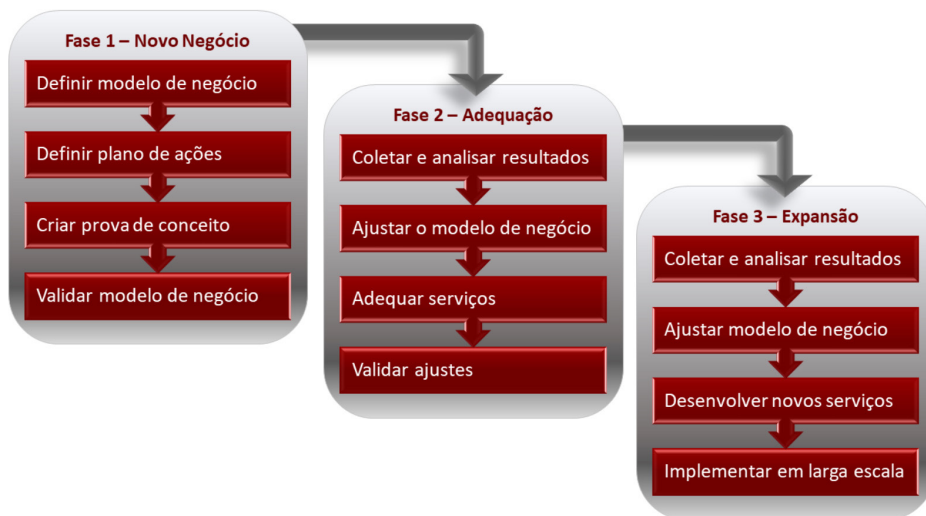 Fase 1 – Novo Negócio
Definir modelo de negócio
Definir plano de ações
Criar prova de conceito
Validar modelo de negócio
Fase 2 – Adequação
Coletar e analisar resultados
Ajustar o modelo de negócio
Adequar serviços
Validar ajustes
Fase 3 – Expansão
Coletar e analisar resultados
Ajustar modelo de negócio
Desenvolver novos serviços
Implementar em larga escala